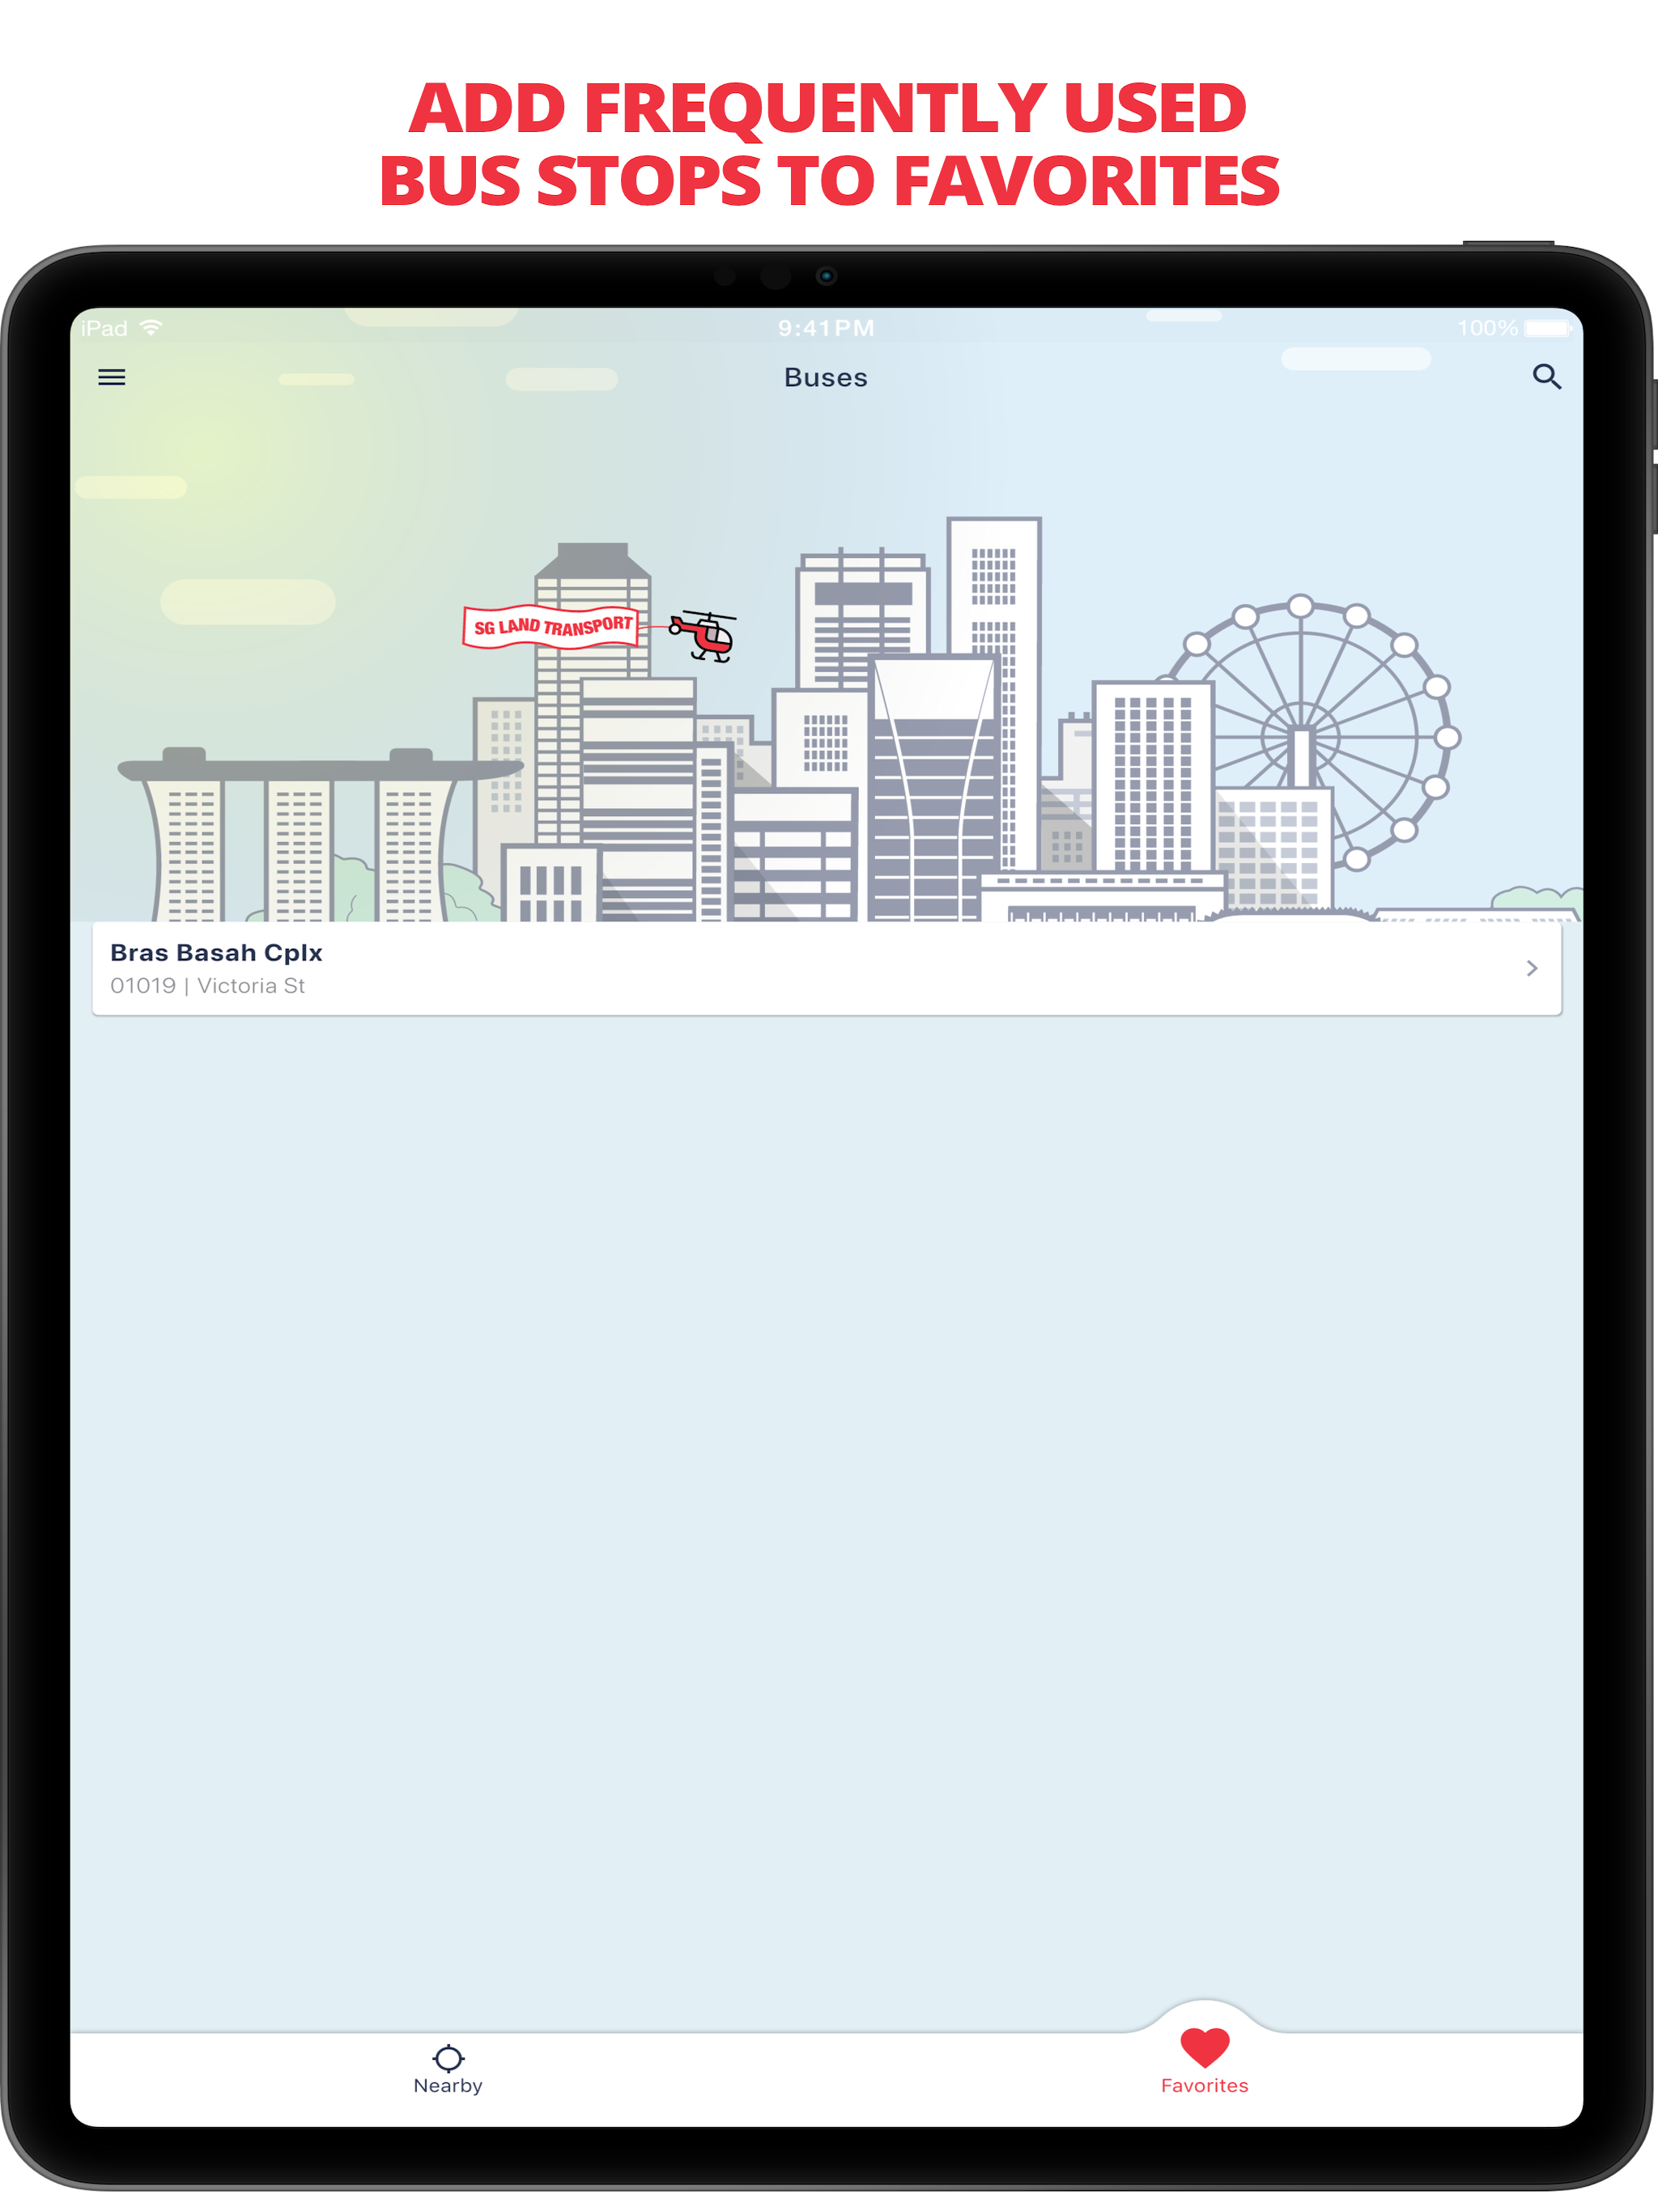 ADD FREQUENTLY USED
BUS STOPS TO FAVORITES
iPad 9:41 PM 100%
Buses
SG LAND TRANSPORT
Bras Basah Cplx
01019 | Victoria St
Nearby Favorites